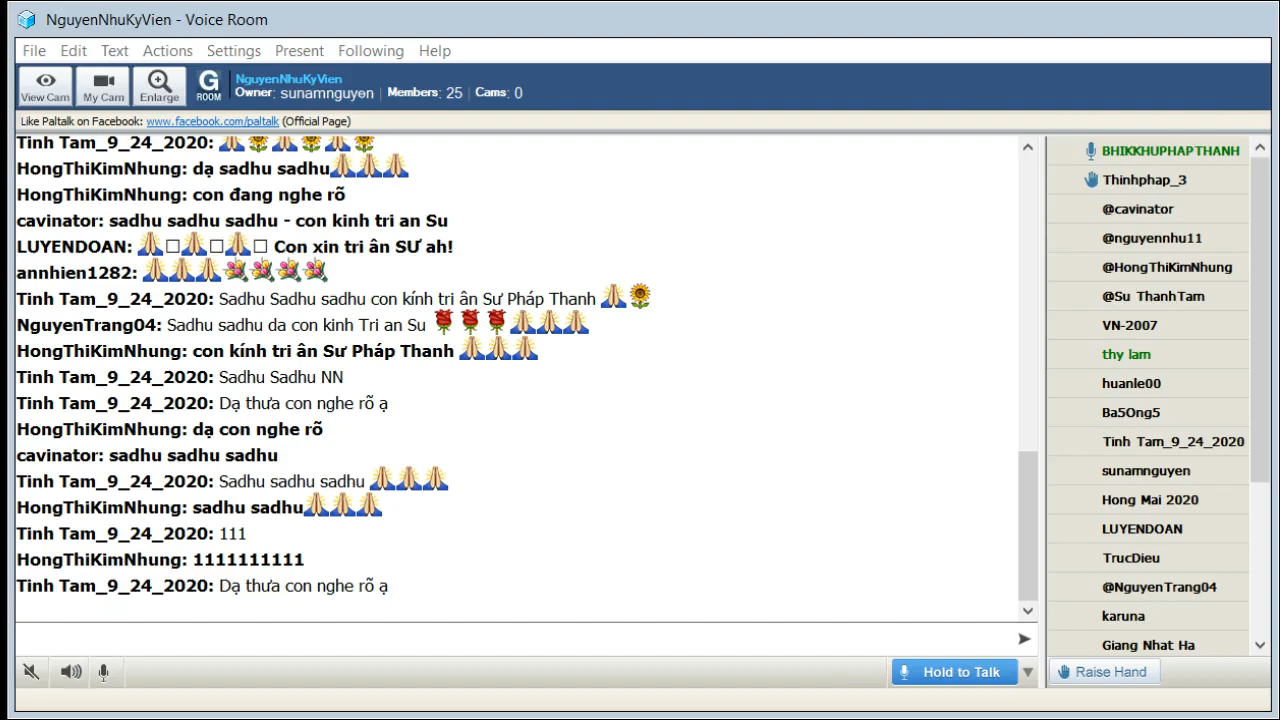 NguyenNhuKyVien - Voice Room
File Edit Text Actions Settings Present Following Help
View Cam My Cam Enlarge G ROOM
NguyenNhuKyVien
Owner: sunamnguyen Members: 25 Cams: 0
Like Paltalk on Facebook: www.facebook.com/paltalk (Official Page)
Tinh Tam_9_24_2020: 🙏🌻🙏🌻🙏🌻
HongThiKimNhung: dạ sadhu sadhu🙏🙏🙏
HongThiKimNhung: con đang nghe rõ
cavinator: sadhu sadhu sadhu - con kinh tri an Su
LUYENDOAN: 🙏□🙏□🙏□ Con xin tri ân SƯ ah!
annhien1282: 🙏🙏🙏💐💐💐💐
Tinh Tam_9_24_2020: Sadhu Sadhu sadhu con kính tri ân Sư Pháp Thanh 🙏🌻
NguyenTrang04: Sadhu sadhu da con kinh Tri an Su 🌹🌹🌹🙏🙏🙏
HongThiKimNhung: con kính tri ân Sư Pháp Thanh 🙏🙏🙏
Tinh Tam_9_24_2020: Sadhu Sadhu NN
Tinh Tam_9_24_2020: Dạ thưa con nghe rõ ạ
HongThiKimNhung: dạ con nghe rõ
cavinator: sadhu sadhu sadhu
Tinh Tam_9_24_2020: Sadhu sadhu sadhu 🙏🙏🙏
HongThiKimNhung: sadhu sadhu🙏🙏🙏
Tinh Tam_9_24_2020: 111
HongThiKimNhung: 1111111111
Tinh Tam_9_24_2020: Dạ thưa con nghe rõ ạ
Hold to Talk
BHIKKHUPHAPTHANH
Thinhphap_3
@cavinator
@nguyennhu11
@HongThiKimNhung
@Su ThanhTam
VN-2007
thy lam
huanle00
Ba5Ong5
Tinh Tam_9_24_2020
sunamnguyen
Hong Mai 2020
LUYENDOAN
TrucDieu
@NguyenTrang04
karuna
Giang Nhat Ha
Raise Hand